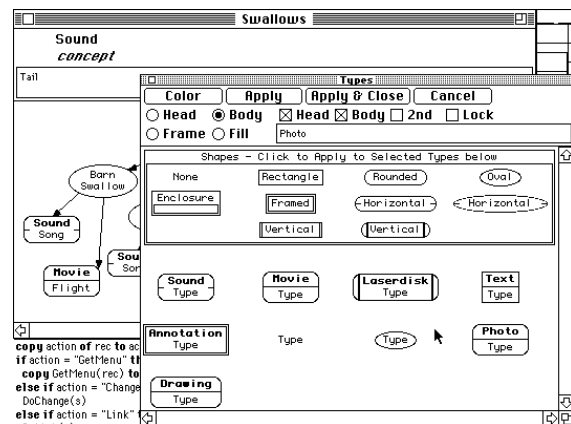 Swallows
Sound
concept
Tail
Barn
Swallow
Sound
Song
Movie
Flight
Types
Color Apply Apply & Close Cancel
Head Body Head Body 2nd Lock
Frame Fill Photo
Shapes - Click to Apply to Selected Types below
None Rectangle Rounded Oval
Enclosure Framed Horizontal Horizontal
Vertical Vertical
Sound Movie Laserdisk Text
Type Type Type Type
Annotation Photo
Type Type Type Type
Drawing
Type
copy action of rec to
if action = "GetMenu"
copy GetMenu(rec) to
else if action = "Change
DoChange(s)
else if action = "Link"